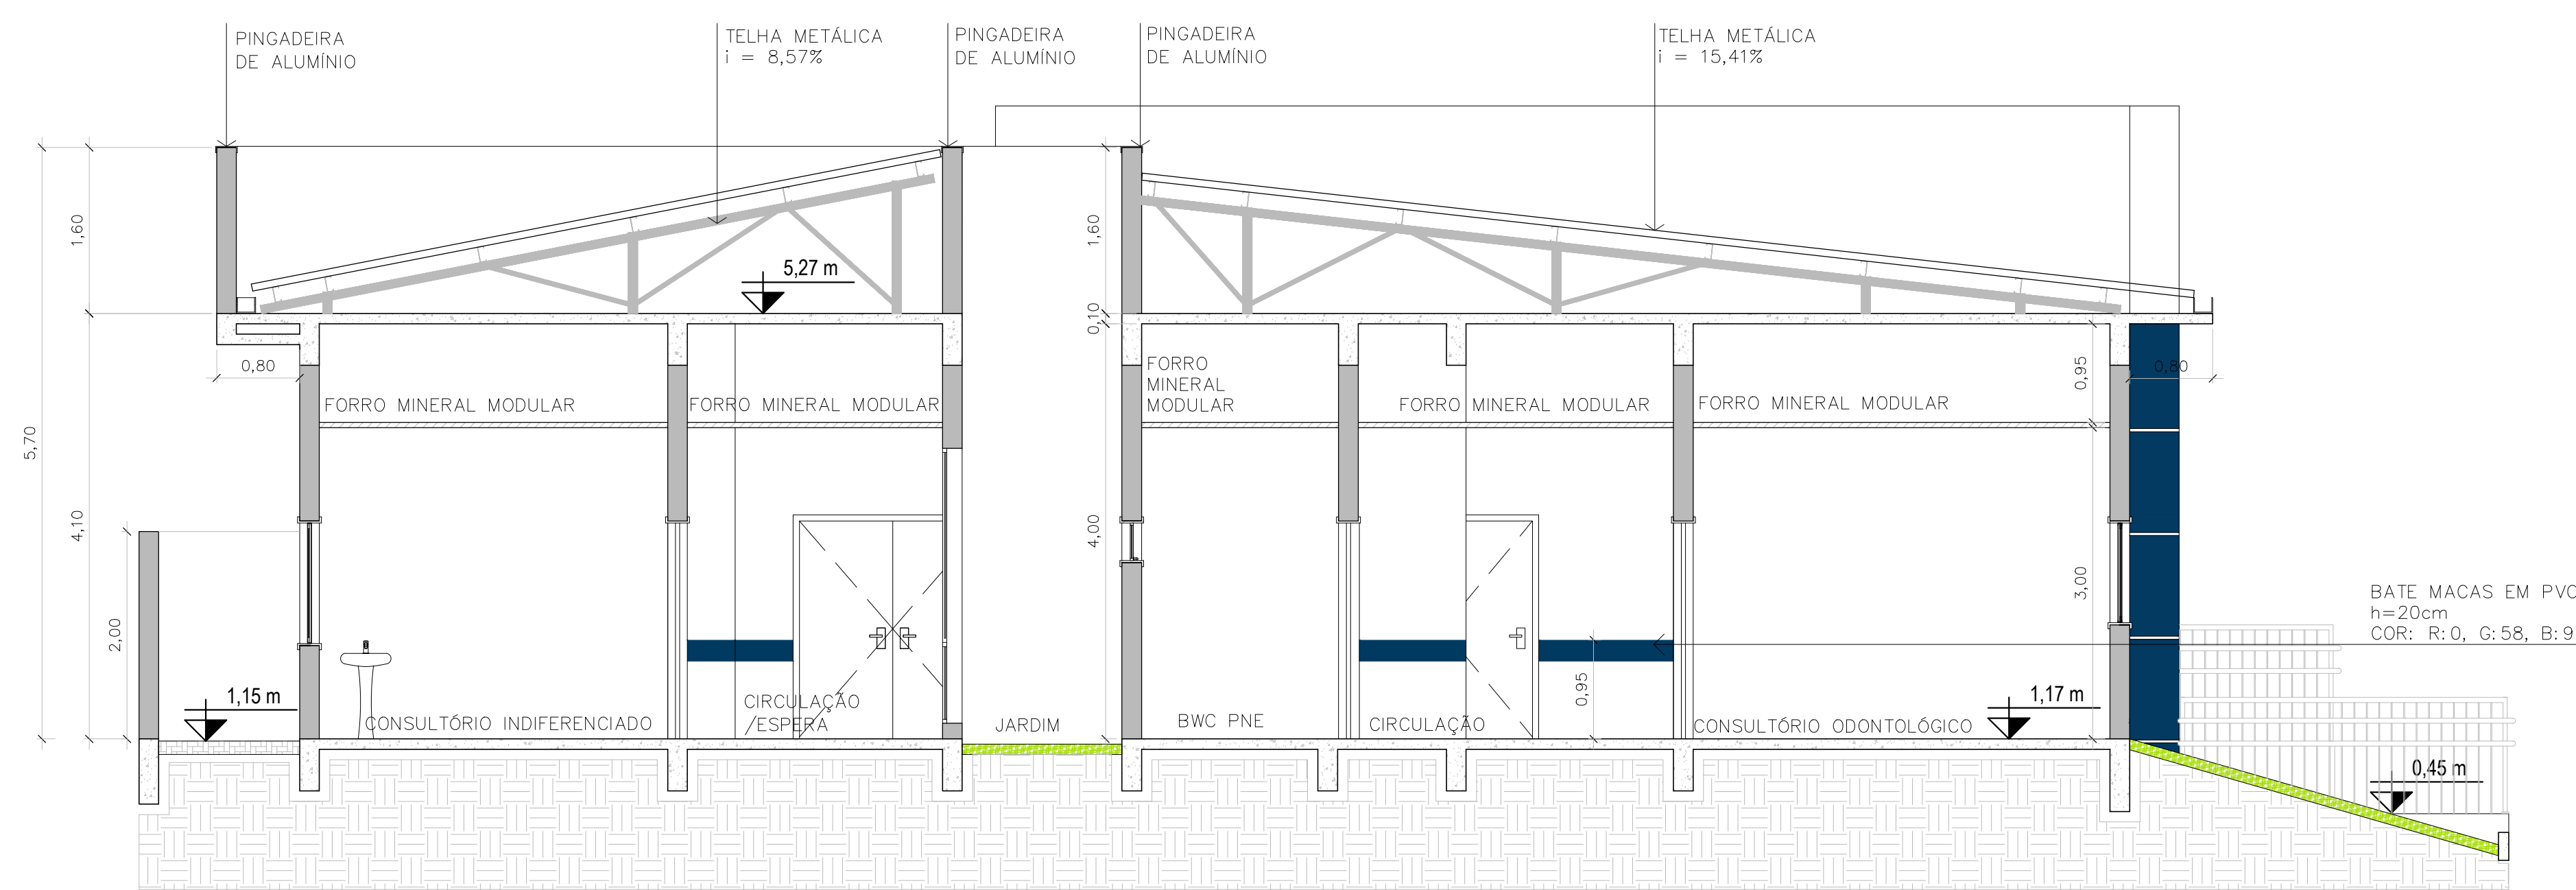 PINGADEIRA
DE ALUMÍNIO
TELHA METÁLICA
i = 8,57%
PINGADEIRA
DE ALUMÍNIO
PINGADEIRA
DE ALUMÍNIO
TELHA METÁLICA
i = 15,41%
1,60
1,60
5,27 m
0,10
0,80
FORRO
MINERAL
MODULAR
0,95
0,80
FORRO MINERAL MODULAR
FORRO MINERAL MODULAR
FORRO MINERAL MODULAR
FORRO MINERAL MODULAR
5,70
4,10
4,00
2,00
3,00
BATE MACAS EM PVC
h=20cm
COR: R:0, G:58, B:9
0,95
1,15 m
CONSULTÓRIO INDIFERENCIADO
CIRCULAÇÃO
/ESPERA
JARDIM
BWC PNE
CIRCULAÇÃO
CONSULTÓRIO ODONTOLÓGICO
1,17 m
0,45 m